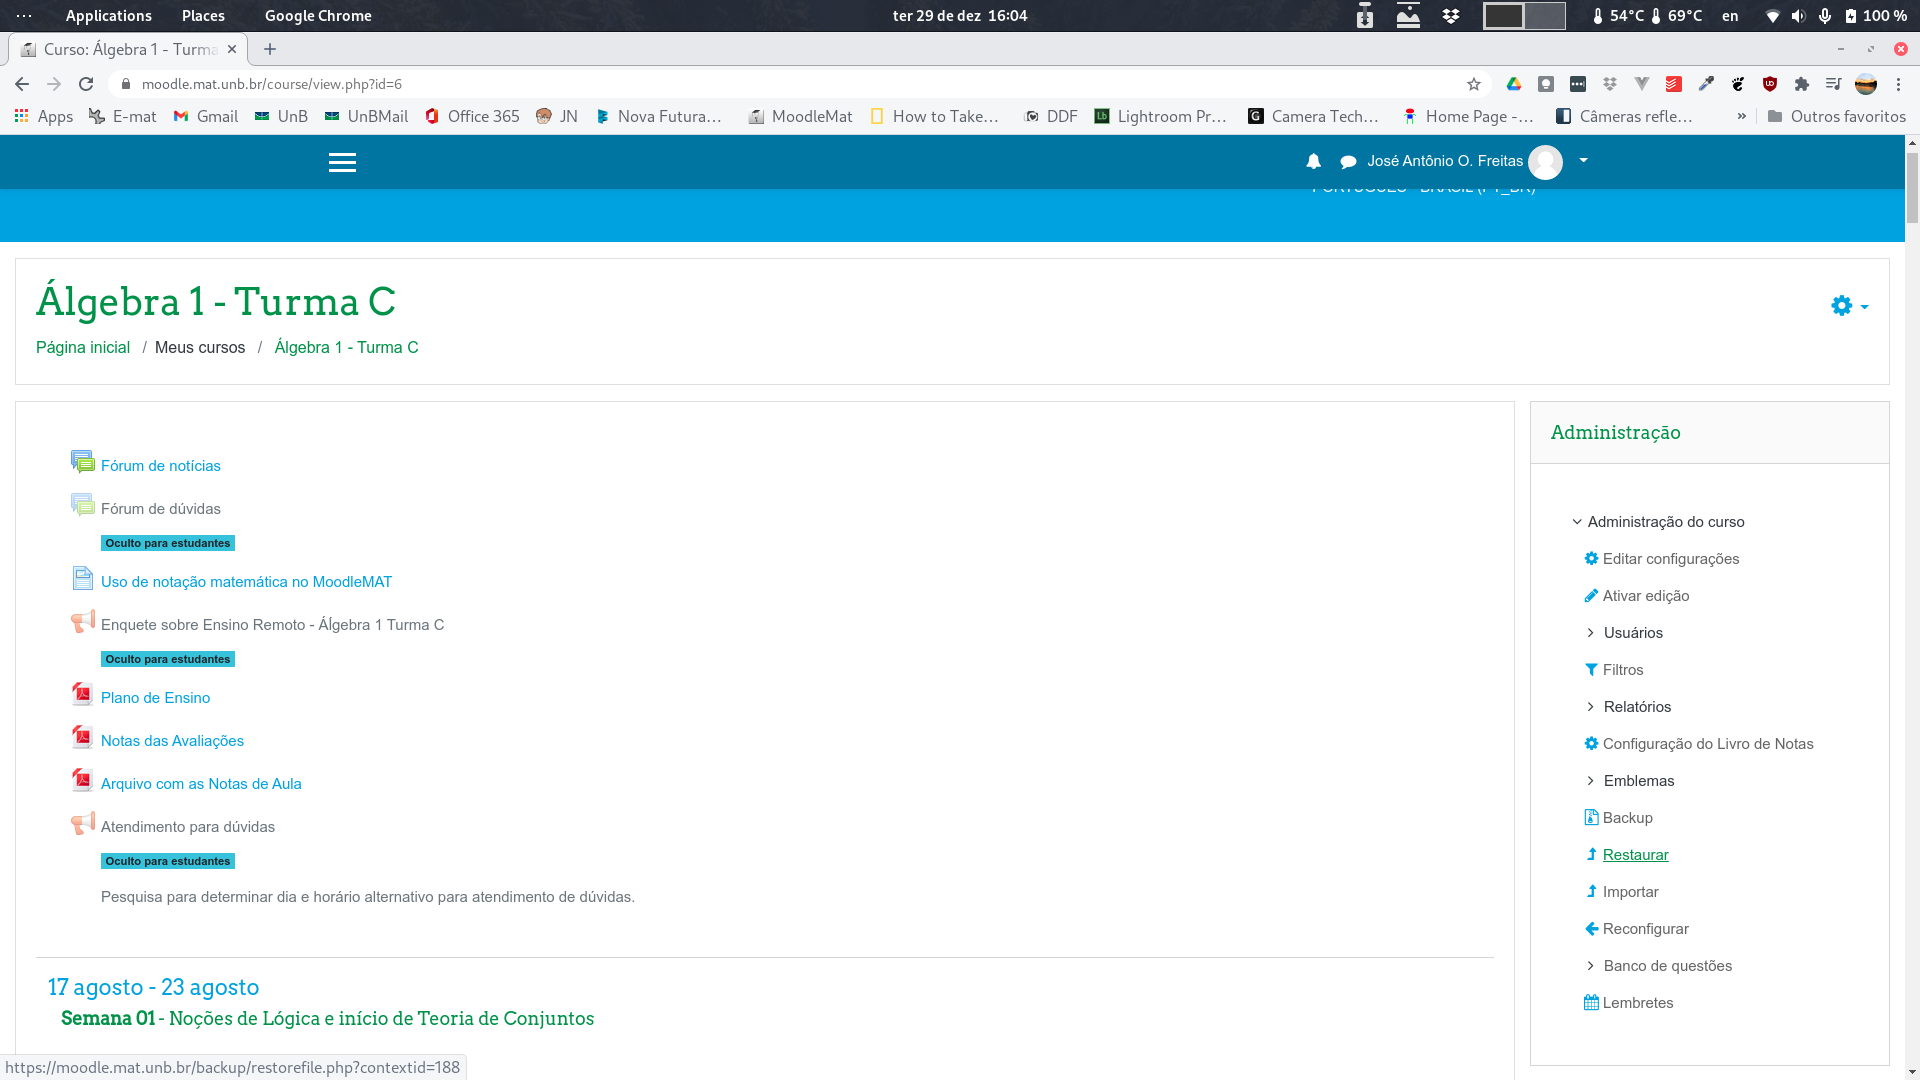 Applications Places Google Chrome ter 29 de dez 16:04 54°C 69°C en 100 %
Curso: Álgebra 1 - Turma
moodle.mat.unb.br/course/view.php?id=6
Apps E-mat Gmail UnB UnBMail Office 365 JN Nova Futura... MoodleMat How to Take... DDF Lightroom Pr... Camera Tech... Home Page -... Câmeras refle... » Outros favoritos
José Antônio O. Freitas
PORTUGUÊS - BRASIL (PT_BR)
Álgebra 1 - Turma C
Página inicial / Meus cursos / Álgebra 1 - Turma C
Fórum de notícias
Fórum de dúvidas
Oculto para estudantes
Uso de notação matemática no MoodleMAT
Enquete sobre Ensino Remoto - Álgebra 1 Turma C
Oculto para estudantes
Plano de Ensino
Notas das Avaliações
Arquivo com as Notas de Aula
Atendimento para dúvidas
Oculto para estudantes
Pesquisa para determinar dia e horário alternativo para atendimento de dúvidas.
17 agosto - 23 agosto
Semana 01 - Noções de Lógica e início de Teoria de Conjuntos
Administração
Administração do curso
Editar configurações
Ativar edição
Usuários
Filtros
Relatórios
Configuração do Livro de Notas
Emblemas
Backup
Restaurar
Importar
Reconfigurar
Banco de questões
Lembretes
https://moodle.mat.unb.br/backup/restorefile.php?contextid=188